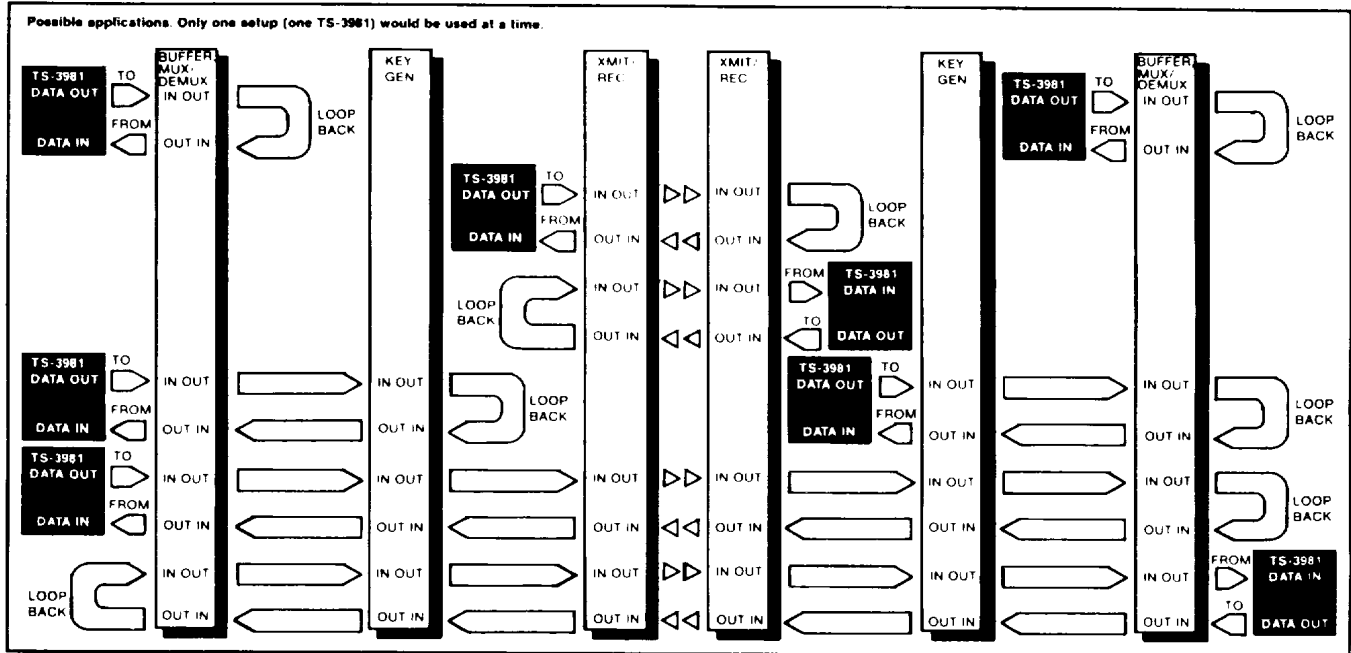 Possible applications. Only one setup (one TS-3981) would be used at a time.
BUFFER MUX/ DEMUX
KEY GEN
XMIT/ REC
XMIT/ REC
KEY GEN
BUFFER MUX/ DEMUX
TS-3981
DATA OUT
DATA IN
TO
FROM
IN OUT
OUT IN
LOOP BACK
TS-3981
DATA OUT
DATA IN
TO
FROM
IN OUT
OUT IN
LOOP BACK
TS-3981
DATA OUT
DATA IN
TO
FROM
IN OUT IN OUT
OUT IN OUT IN
LOOP BACK
LOOP BACK
IN OUT IN OUT
OUT IN OUT IN
FROM
TO
TS-3981
DATA IN
DATA OUT
TS-3981
DATA OUT
DATA IN
TO
FROM
IN OUT IN OUT
OUT IN OUT IN
LOOP BACK
TS-3981
DATA OUT
DATA IN
TO
FROM
IN OUT IN OUT
OUT IN OUT IN
LOOP BACK
TS-3981
DATA OUT
DATA IN
TO
FROM
IN OUT IN OUT IN OUT IN OUT IN OUT IN OUT
OUT IN OUT IN OUT IN OUT IN OUT IN OUT IN
LOOP BACK
LOOP BACK
IN OUT IN OUT IN OUT IN OUT IN OUT IN OUT
OUT IN OUT IN OUT IN OUT IN OUT IN OUT IN
FROM
TO
TS-3981
DATA IN
DATA OUT